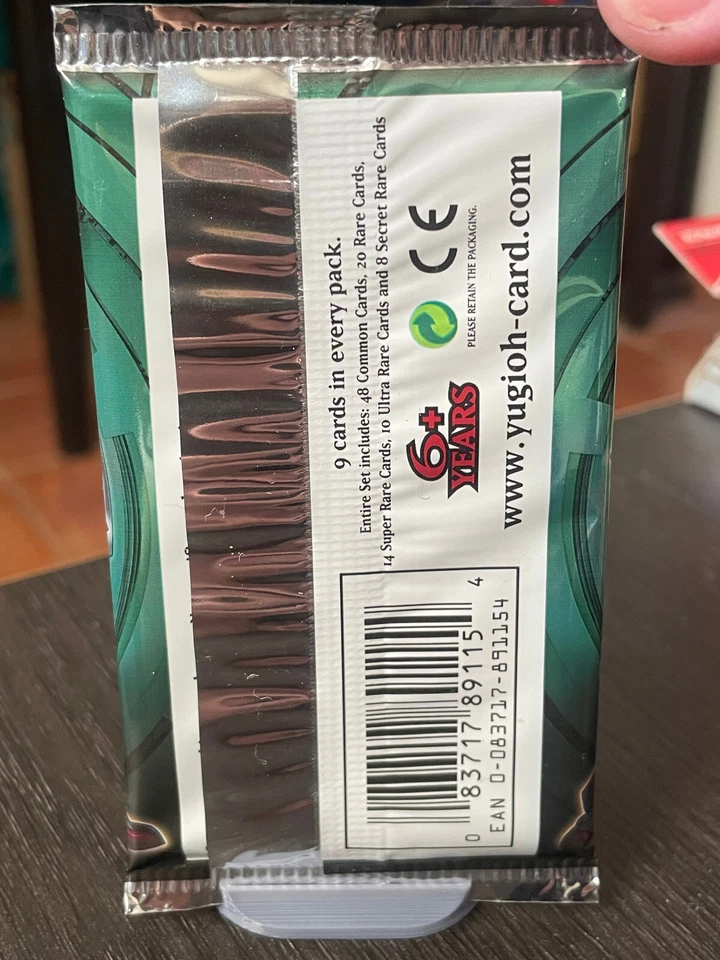 9 cards in every pack.
Entire Set includes: 48 Common Cards, 20 Rare Cards,
14 Super Rare Cards, 10 Ultra Rare Cards and 8 Secret Rare Cards
6+
YEARS
CE
PLEASE RETAIN THE PACKAGING.
www.yugioh-card.com
0 83717 89115 4
EAN 0-083717-891154